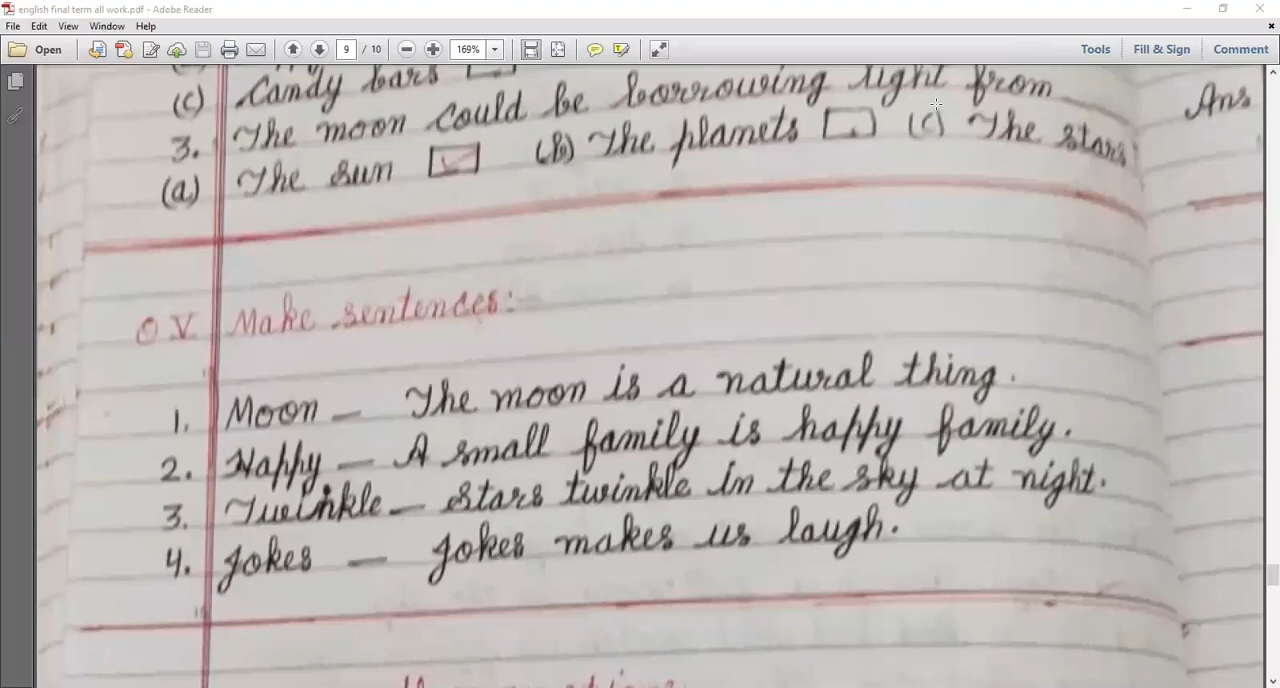 english final term all work.pdf - Adobe Reader
File Edit View Window Help
Open 9 / 10 169% Tools Fill & Sign Comment
(c) Candy bars
3. The moon could be borrowing light from
(a) The sun (b) The planets (c) The stars
Ans
Q V Make sentences:-
1. Moon – The moon is a natural thing.
2. Happy – A small family is happy family.
3. Twinkle – Stars twinkle in the sky at night.
4. Jokes – Jokes makes us laugh.